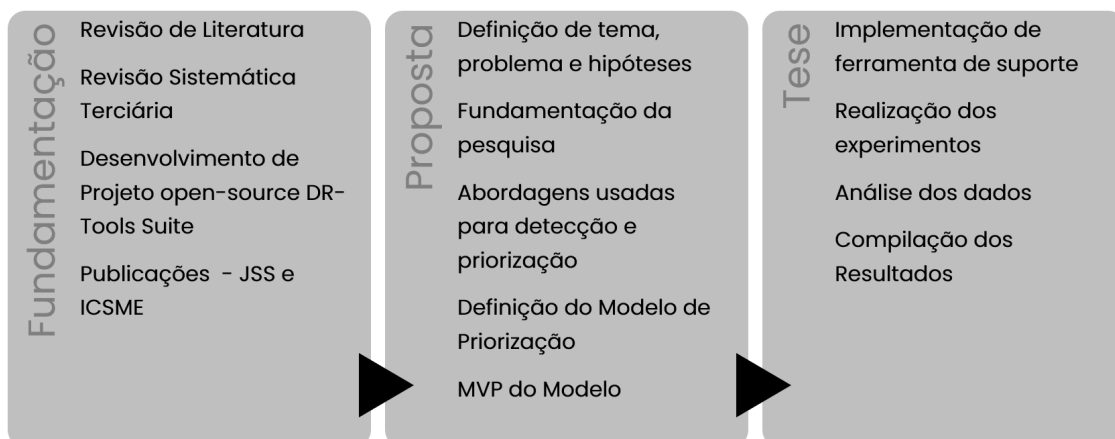 Fundamentação
Revisão de Literatura
Revisão Sistemática
Terciária
Desenvolvimento de
Projeto open-source DR-
Tools Suite
Publicações - JSS e
ICSME
Proposta
Definição de tema,
problema e hipóteses
Fundamentação da
pesquisa
Abordagens usadas
para detecção e
priorização
Definição do Modelo de
Priorização
MVP do Modelo
Tese
Implementação de
ferramenta de suporte
Realização dos
experimentos
Análise dos dados
Compilação dos
Resultados